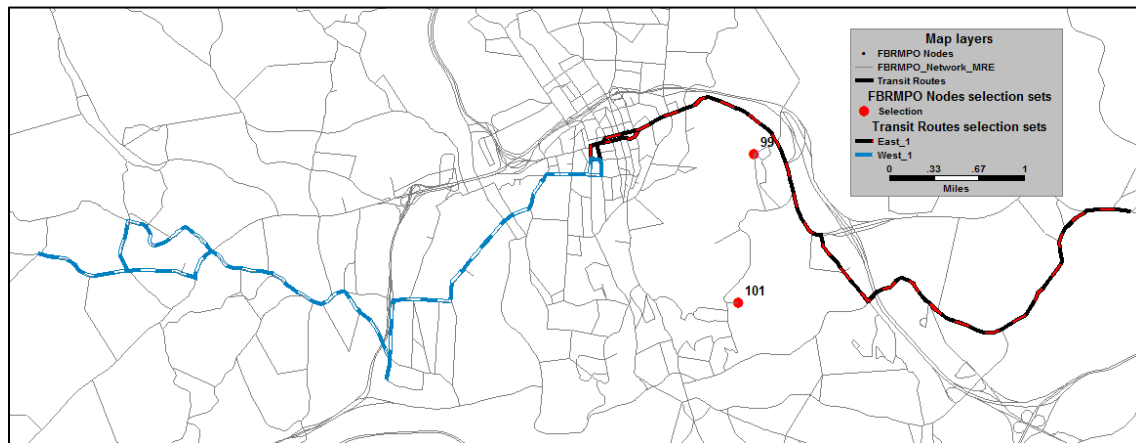 Map layers
FBRMPO Nodes
FBRMPO_Network_MRE
Transit Routes
FBRMPO Nodes selection sets
Selection
Transit Routes selection sets
East_1
West_1
0 .33 .67 1
Miles
99
101